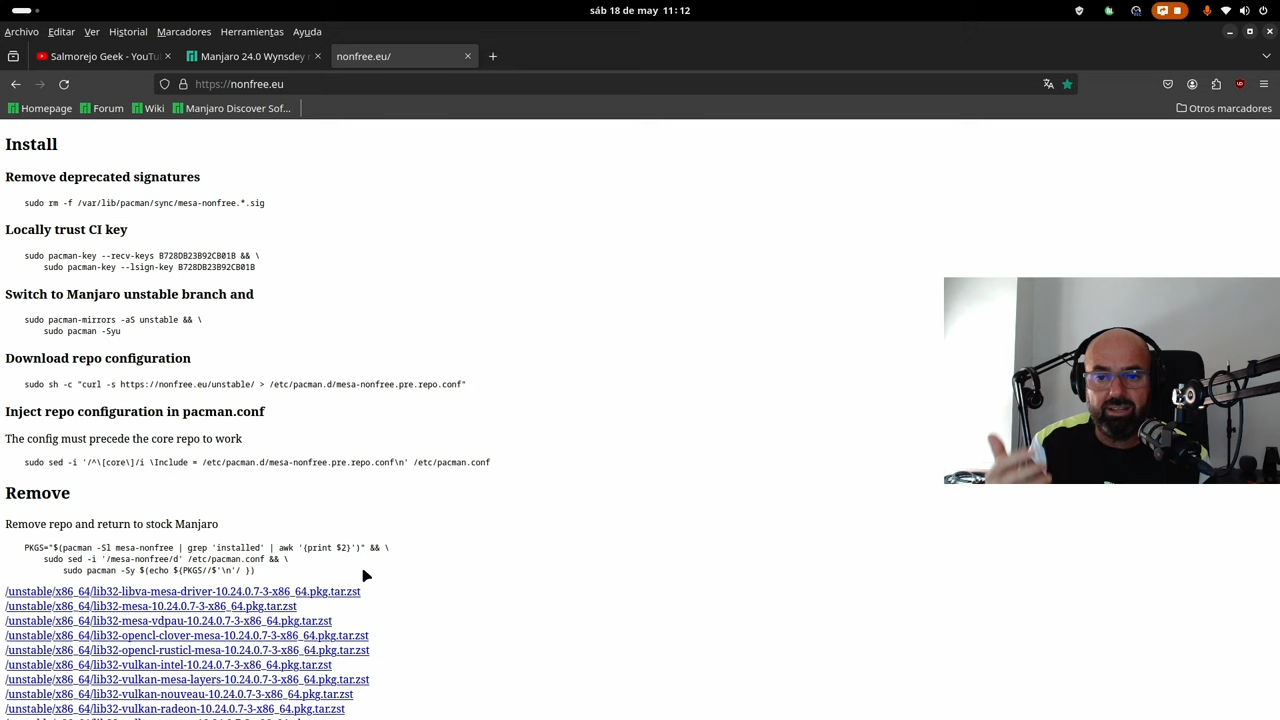 sáb 18 de may 11:12
Archivo Editar Ver Historial Marcadores Herramientas Ayuda
Salmorejo Geek - YouTu
Manjaro 24.0 Wynsdey
nonfree.eu/
https://nonfree.eu
Homepage Forum Wiki Manjaro Discover Sof... Otros marcadores
Install
Remove deprecated signatures
sudo rm -f /var/lib/pacman/sync/mesa-nonfree.*.sig
Locally trust CI key
sudo pacman-key --recv-keys B728DB23B92CB01B && \
sudo pacman-key --lsign-key B728DB23B92CB01B
Switch to Manjaro unstable branch and
sudo pacman-mirrors -aS unstable && \
sudo pacman -Syu
Download repo configuration
sudo sh -c "curl -s https://nonfree.eu/unstable/ > /etc/pacman.d/mesa-nonfree.pre.repo.conf"
Inject repo configuration in pacman.conf
The config must precede the core repo to work
sudo sed -i '/^\[core\]/i \Include = /etc/pacman.d/mesa-nonfree.pre.repo.conf\n' /etc/pacman.conf
Remove
Remove repo and return to stock Manjaro
PKGS="$(pacman -Sl mesa-nonfree | grep 'installed' | awk '{print $2}')" && \
sudo sed -i '/mesa-nonfree/d' /etc/pacman.conf && \
sudo pacman -Sy $(echo ${PKGS//$'\n'/ })
/unstable/x86_64/lib32-libva-mesa-driver-10.24.0.7-3-x86_64.pkg.tar.zst
/unstable/x86_64/lib32-mesa-10.24.0.7-3-x86_64.pkg.tar.zst
/unstable/x86_64/lib32-mesa-vdpau-10.24.0.7-3-x86_64.pkg.tar.zst
/unstable/x86_64/lib32-opencl-clover-mesa-10.24.0.7-3-x86_64.pkg.tar.zst
/unstable/x86_64/lib32-opencl-rusticl-mesa-10.24.0.7-3-x86_64.pkg.tar.zst
/unstable/x86_64/lib32-vulkan-intel-10.24.0.7-3-x86_64.pkg.tar.zst
/unstable/x86_64/lib32-vulkan-mesa-layers-10.24.0.7-3-x86_64.pkg.tar.zst
/unstable/x86_64/lib32-vulkan-nouveau-10.24.0.7-3-x86_64.pkg.tar.zst
/unstable/x86_64/lib32-vulkan-radeon-10.24.0.7-3-x86_64.pkg.tar.zst